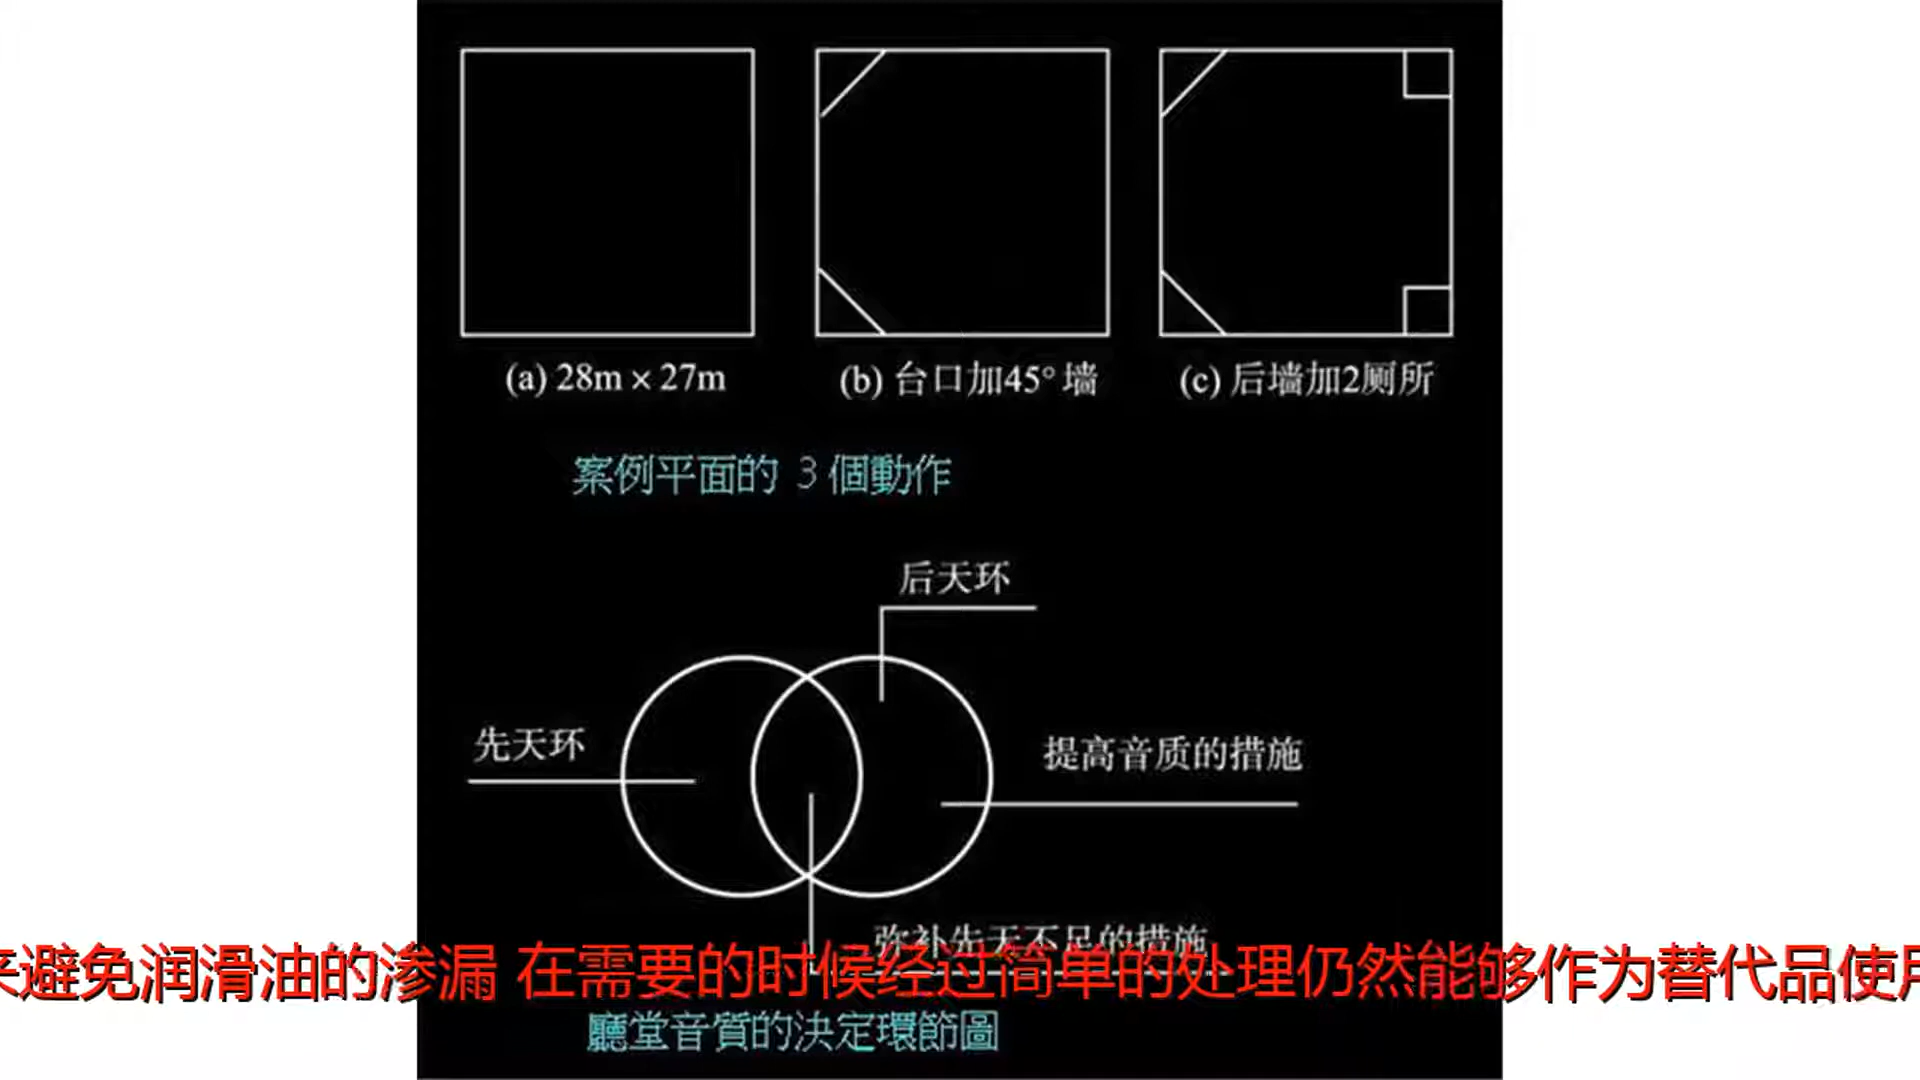 (a) 28m × 27m
(b) 台口加45° 墙
(c) 后墙加2厕所
案例平面的 3 個動作
后天环
先天环
提高音质的措施
弥补先天不足的措施
来避免润滑油的渗漏 在需要的时候经过简单的处理仍然能够作为替代品使用
廳堂音質的決定環節圖